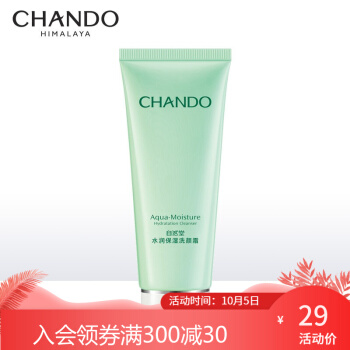 CHANDO
HIMALAYA
CHANDO
Aqua-Moisture
Hydratation Cleanser
自然堂
水润保湿洗颜霜
活动时间：10月5日
入会领券满300减30
¥
29
活动价